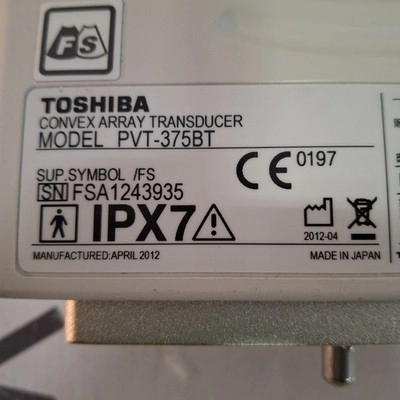 FS
TOSHIBA
CONVEX ARRAY TRANSDUCER
MODEL PVT-375BT
SUP.SYMBOL /FS
CE 0197
SN FSA1243935
IPX7
2012-04
MANUFACTURED:APRIL 2012
MADE IN JAPAN